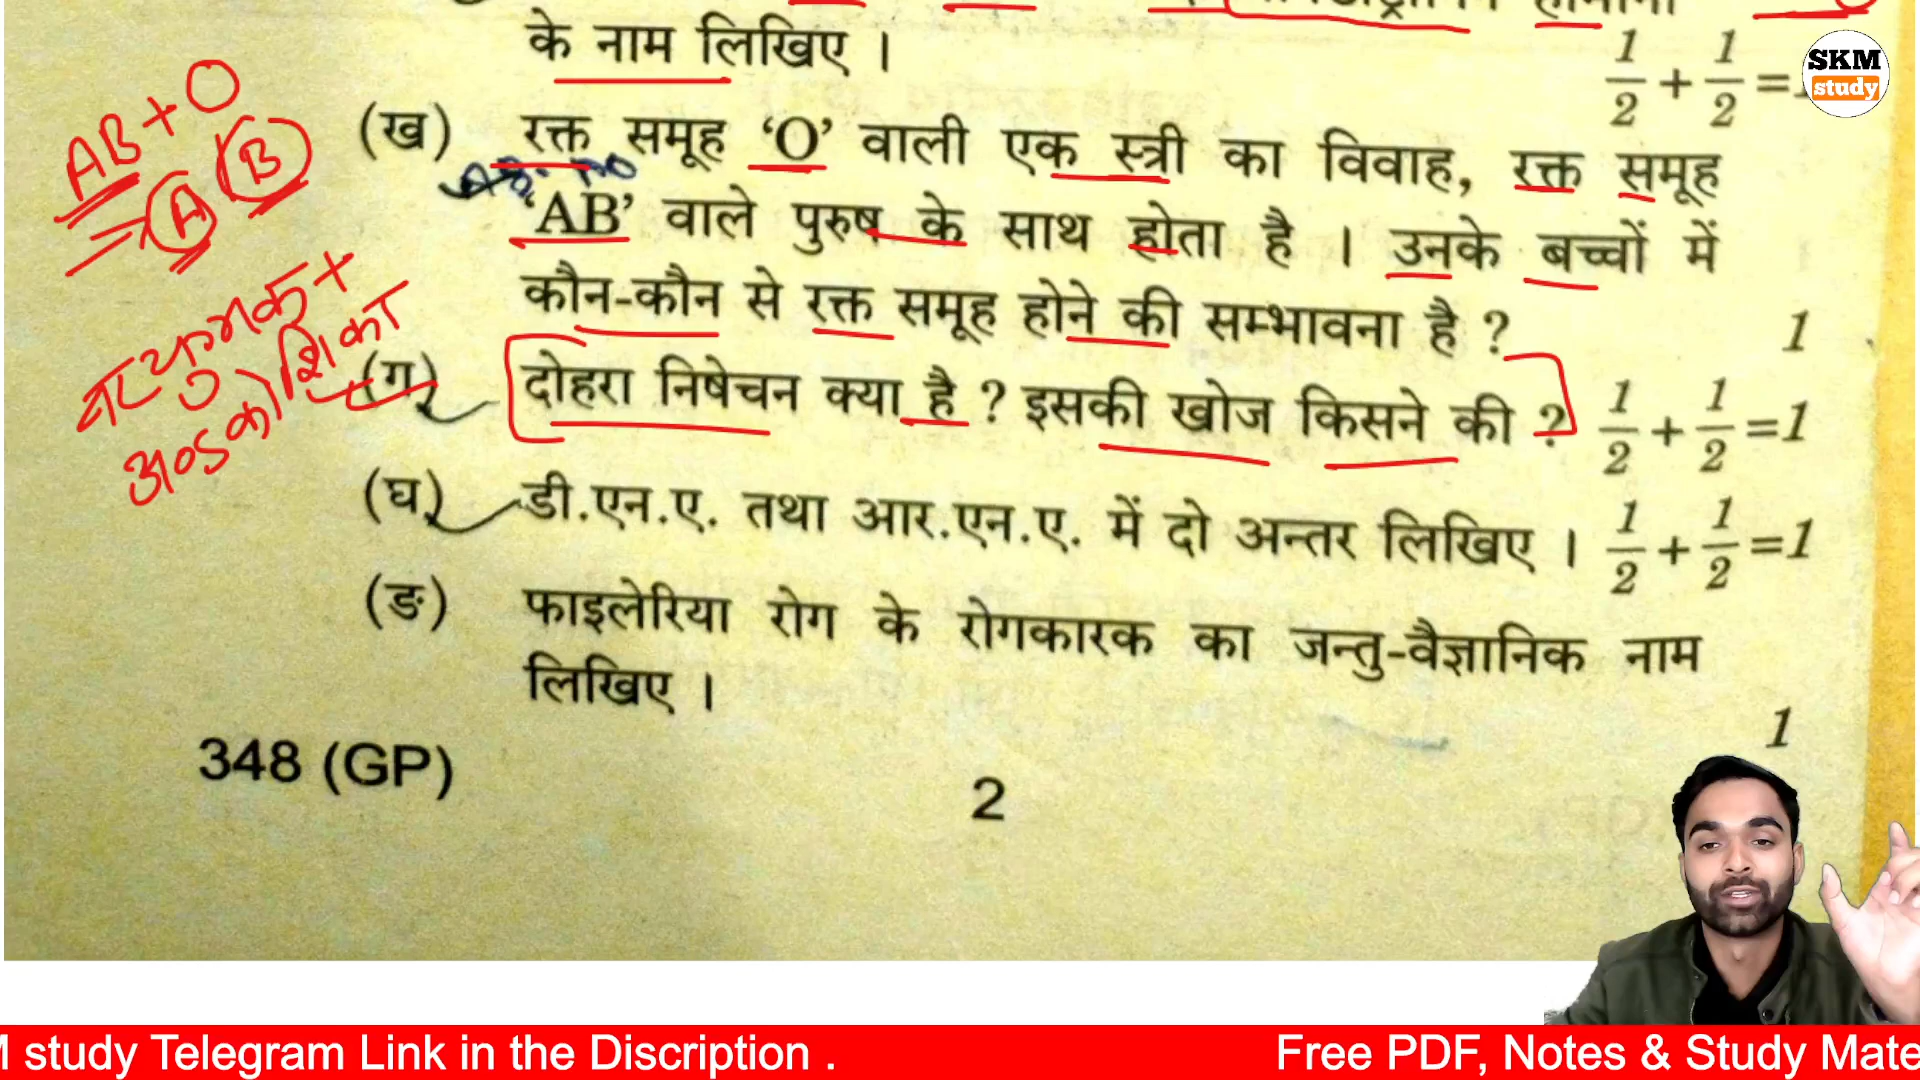 के नाम लिखिए ।
1/2 + 1/2 =
SKM
study
AB + O
= A B
(ख) रक्त समूह ‘O’ वाली एक स्त्री का विवाह, रक्त समूह
‘AB’ वाले पुरुष के साथ होता है । उनके बच्चों में
कौन-कौन से रक्त समूह होने की सम्भावना है ? 1
अण्डकोशिका
(ग) दोहरा निषेचन क्या है ? इसकी खोज किसने की ? 1/2 + 1/2 =1
(घ) डी.एन.ए. तथा आर.एन.ए. में दो अन्तर लिखिए । 1/2 + 1/2 =1
(ङ) फाइलेरिया रोग के रोगकारक का जन्तु-वैज्ञानिक नाम
लिखिए । 1
348 (GP) 2
study Telegram Link in the Discription . Free PDF, Notes & Study Mate